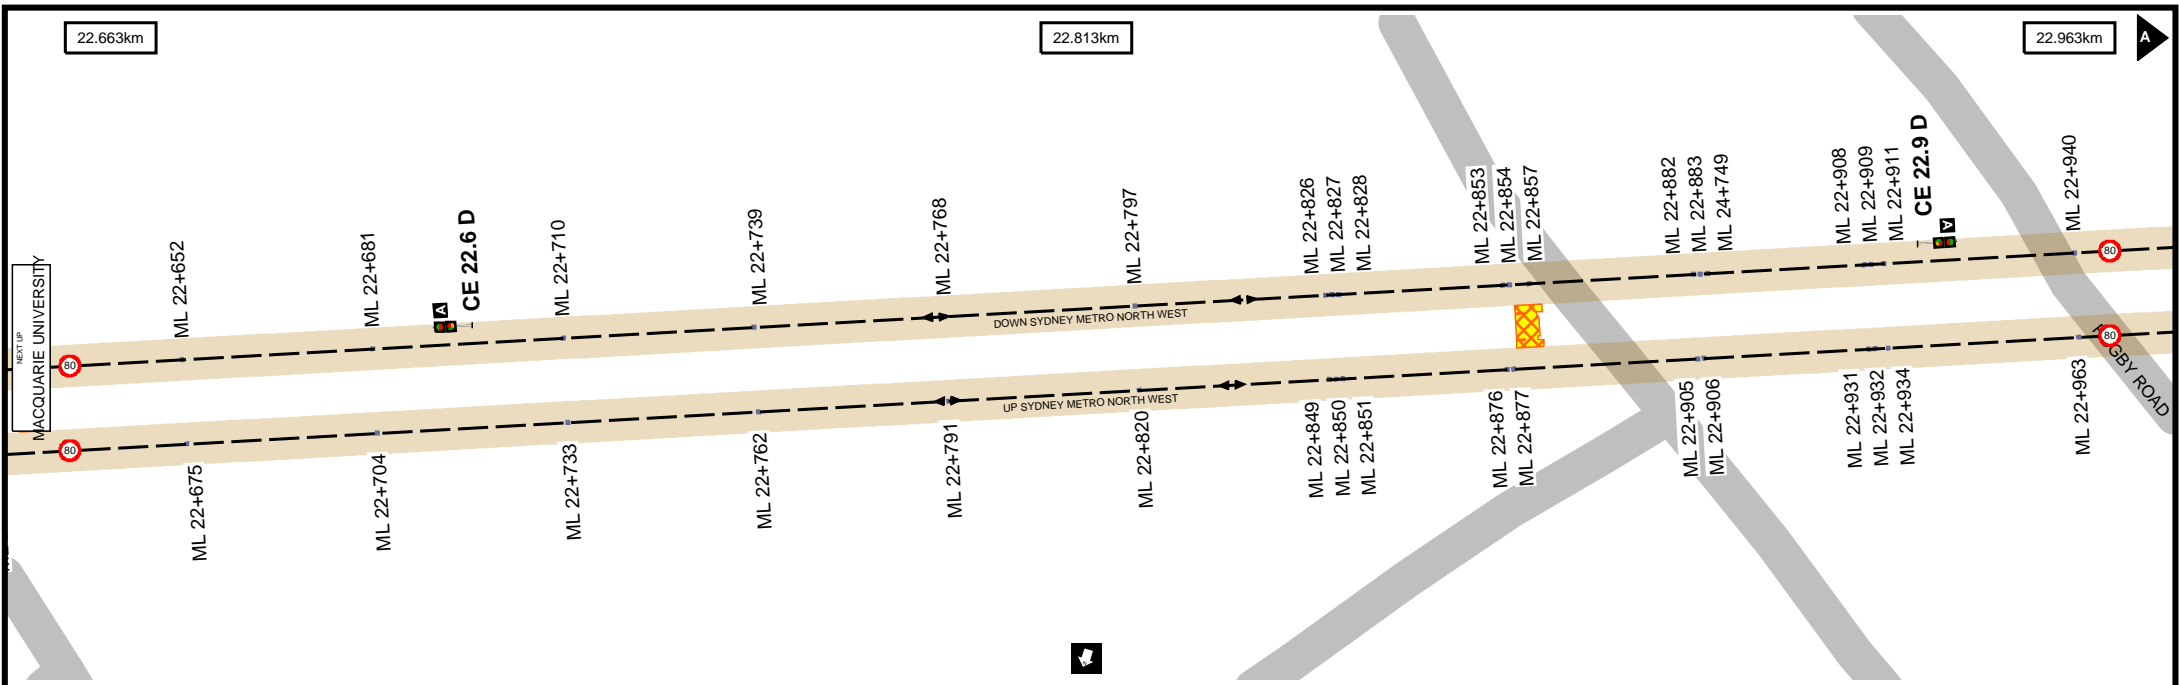 22.663km
22.813km
22.963km
A
NEXT UP
MACQUARIE UNIVERSITY
80
80
80
80
ML 22+652
ML 22+681
A
CE 22.6 D
ML 22+710
ML 22+739
ML 22+768
ML 22+797
ML 22+826
ML 22+827
ML 22+828
ML 22+853
ML 22+854
ML 22+857
ML 22+882
ML 22+883
ML 24+749
ML 22+908
ML 22+909
ML 22+911
CE 22.9 D
A
ML 22+940
DOWN SYDNEY METRO NORTH WEST
UP SYDNEY METRO NORTH WEST
ML 22+675
ML 22+704
ML 22+733
ML 22+762
ML 22+791
ML 22+820
ML 22+849
ML 22+850
ML 22+851
ML 22+876
ML 22+877
ML 22+905
ML 22+906
ML 22+931
ML 22+932
ML 22+934
ML 22+963
ROAD